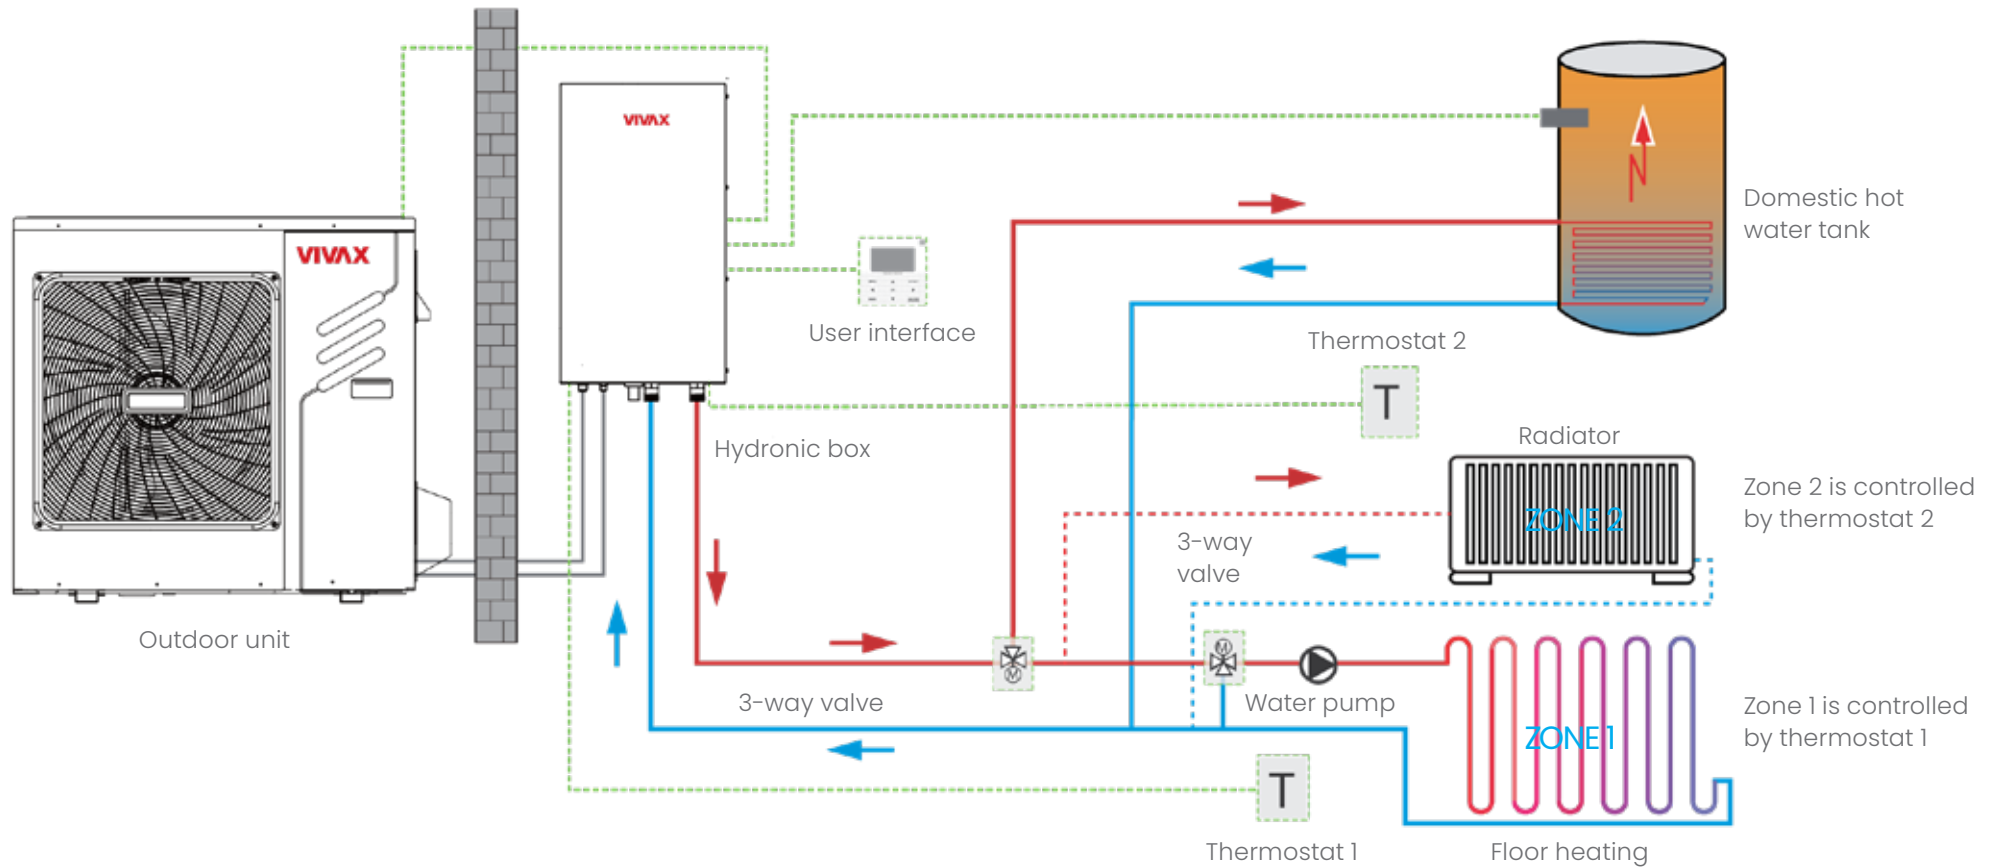 VIVAX
VIVAX
Domestic hot
water tank
User interface
Thermostat 2
T
Hydronic box
Radiator
ZONE 2
Zone 2 is controlled
by thermostat 2
3-way
valve
Outdoor unit
M
M
3-way valve
Water pump
ZONE 1
Zone 1 is controlled
by thermostat 1
T
Thermostat 1
Floor heating